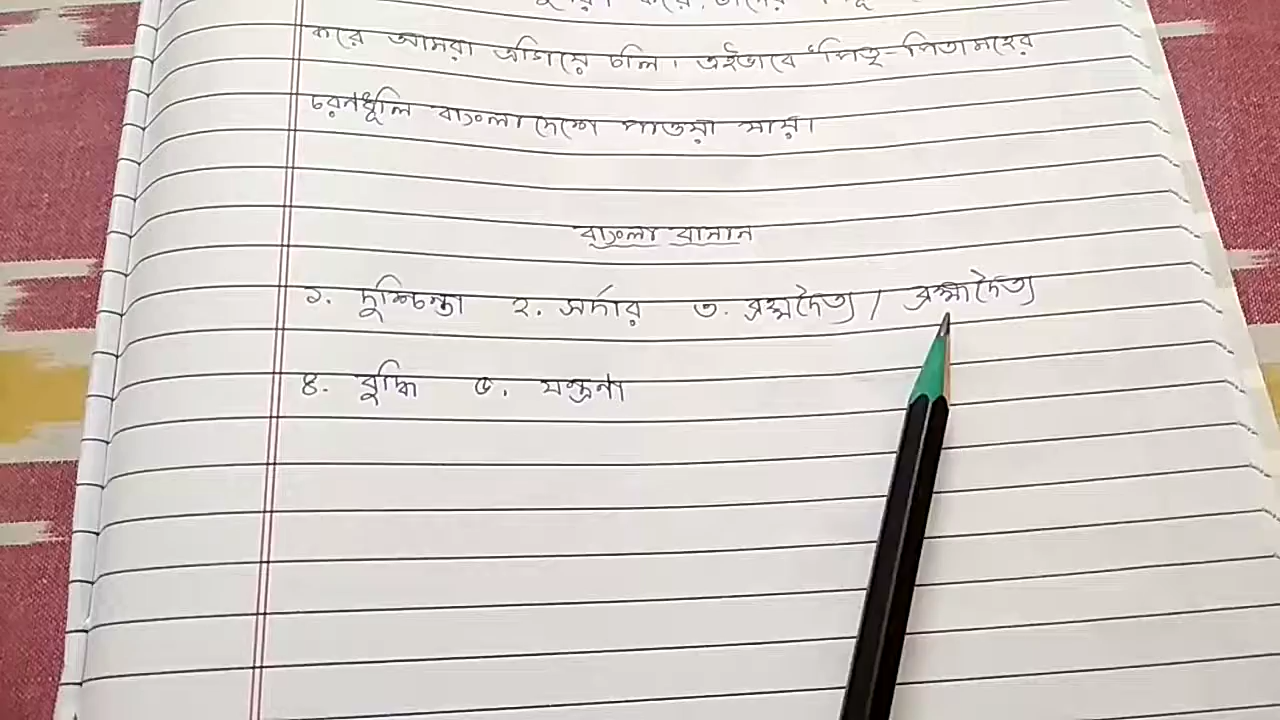 করে আমরা এগিয়ে চলি। এইভাবে 'পিতৃ-পিতামহের
চরণধূলি বাংলাদেশে পাওয়া যায়।
বাংলা বানান
১. দুশ্চিন্তা ২. সর্দার ৩. ব্রহ্মদৈত্য / ব্রহ্মদৈত্য
৪. বুদ্ধি ৫. যন্ত্রণা